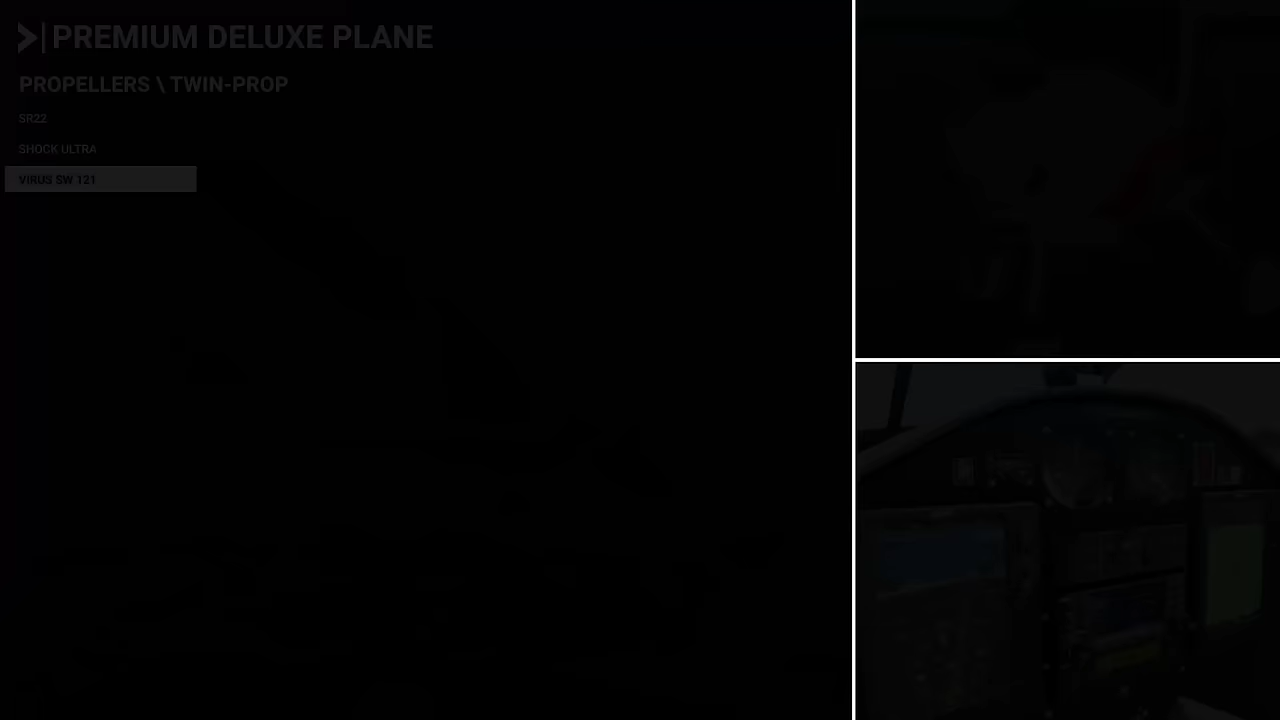 PREMIUM DELUXE PLANE
PROPELLERS \ TWIN-PROP
SR22
SHOCK ULTRA
VIRUS SW 121